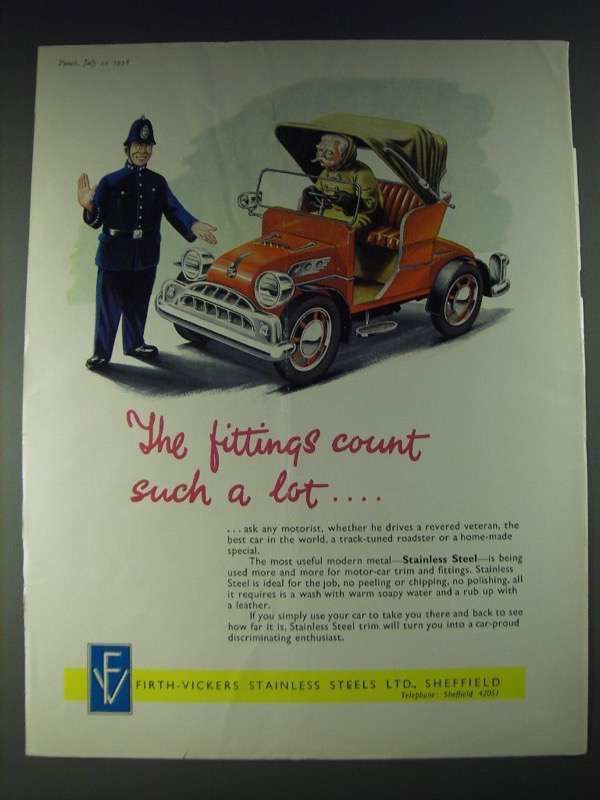 Punch, July 1958
The fittings count
such a lot....
...ask any motorist, whether he drives a revered veteran, the
best car in the world, a track-tuned roadster or a home-made
special.
The most useful modern metal—Stainless Steel—is being
used more and more for motor-car trim and fittings. Stainless
Steel is ideal for the job, no peeling or chipping, no polishing, all
it requires is a wash with warm soapy water and a rub up with
a leather.
If you simply use your car to take you there and back to see
how far it is, Stainless Steel trim will turn you into a car-proud
discriminating enthusiast.
FV
FIRTH-VICKERS STAINLESS STEELS LTD., SHEFFIELD
Telephone: Sheffield 42051